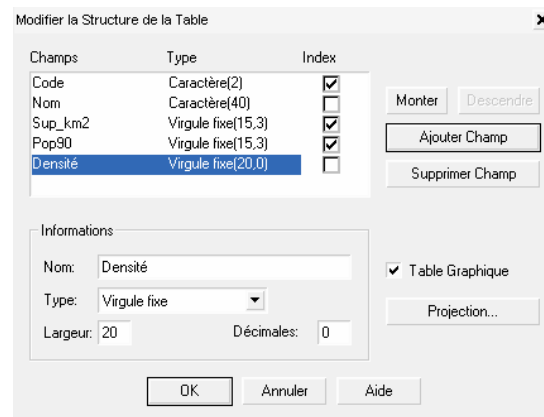 Modifier la Structure de la Table
Champs Type Index
Code Caractère(2)
Nom Caractère(40)
Sup_km2 Virgule fixe(15,3)
Pop90 Virgule fixe(15,3)
Densité Virgule fixe(20,0)
Monter Descendre
Ajouter Champ
Supprimer Champ
Informations
Nom: Densité
Type: Virgule fixe
Largeur: 20 Décimales: 0
Table Graphique
Projection...
OK Annuler Aide